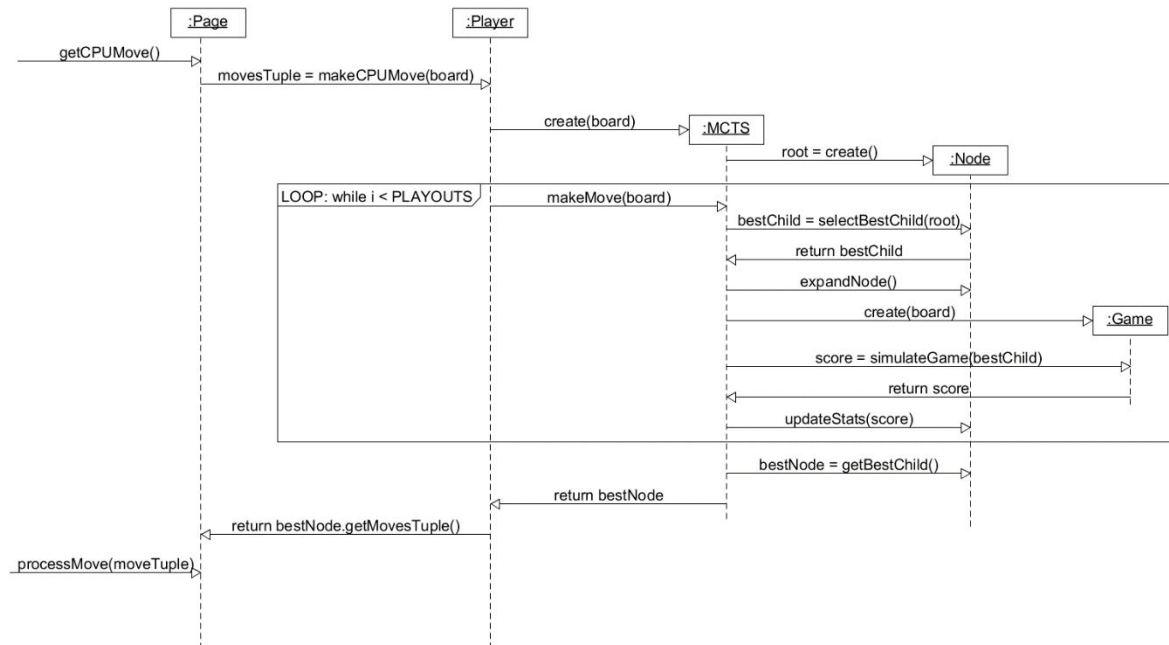 :Page
:Player
getCPUMove()
movesTuple = makeCPUMove(board)
create(board)
:MCTS
root = create()
:Node
LOOP: while i < PLAYOUTS
makeMove(board)
bestChild = selectBestChild(root)
return bestChild
expandNode()
create(board)
:Game
score = simulateGame(bestChild)
return score
updateStats(score)
bestNode = getBestChild()
return bestNode
return bestNode.getMovesTuple()
processMove(moveTuple)